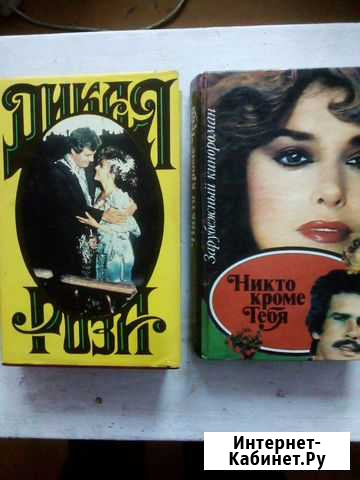 ДИКАЯ
РОЗА
Никто кроме Тебя
Зарубежный кинороман
Никто
кроме
Тебя
Интернет-
Кабинет.Ру